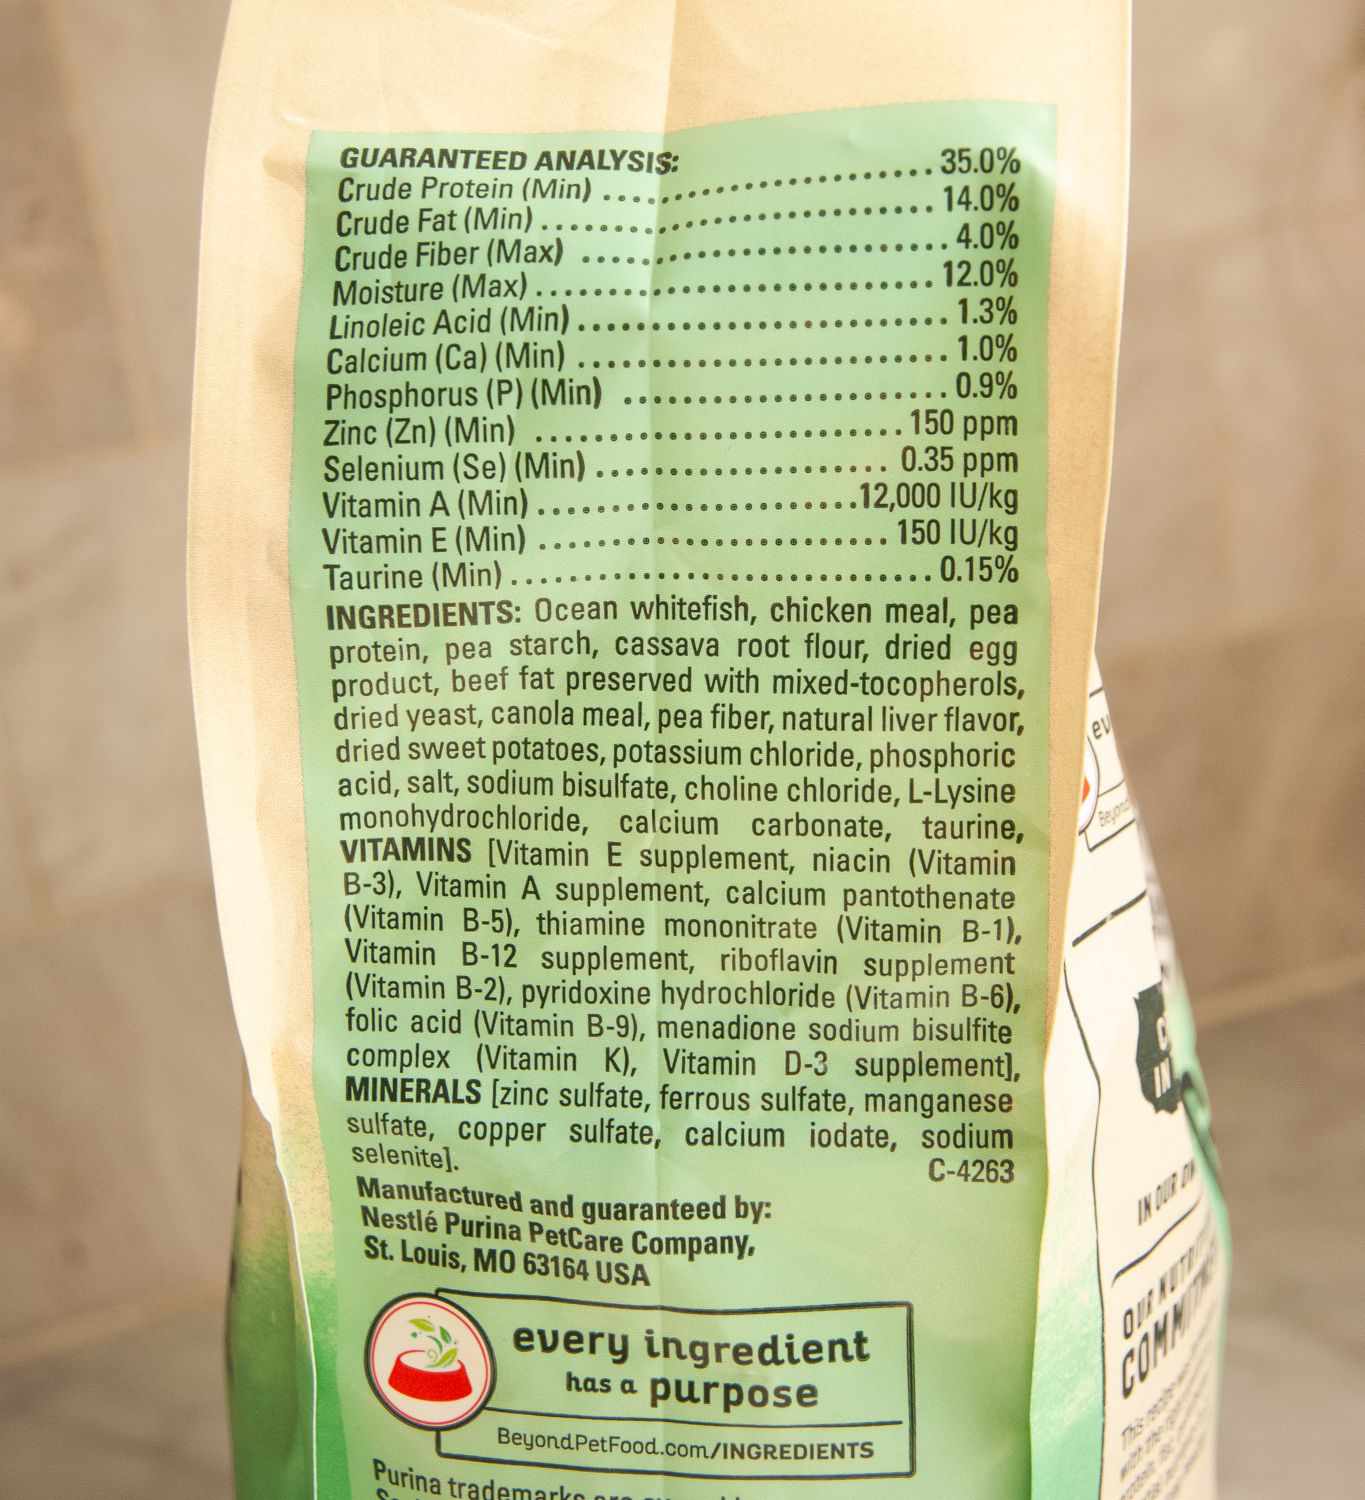 GUARANTEED ANALYSIS:
Crude Protein (Min) .................... 35.0%
Crude Fat (Min) .................... 14.0%
Crude Fiber (Max) .................... 4.0%
Moisture (Max) .................... 12.0%
Linoleic Acid (Min) .................... 1.3%
Calcium (Ca) (Min) .................... 1.0%
Phosphorus (P) (Min) .................... 0.9%
Zinc (Zn) (Min) .................... 150 ppm
Selenium (Se) (Min) .................... 0.35 ppm
Vitamin A (Min) .................... 12,000 IU/kg
Vitamin E (Min) .................... 150 IU/kg
Taurine (Min) .................... 0.15%
INGREDIENTS: Ocean whitefish, chicken meal, pea
protein, pea starch, cassava root flour, dried egg
product, beef fat preserved with mixed-tocopherols,
dried yeast, canola meal, pea fiber, natural liver flavor,
dried sweet potatoes, potassium chloride, phosphoric
acid, salt, sodium bisulfate, choline chloride, L-Lysine
monohydrochloride, calcium carbonate, taurine,
VITAMINS [Vitamin E supplement, niacin (Vitamin
B-3), Vitamin A supplement, calcium pantothenate
(Vitamin B-5), thiamine mononitrate (Vitamin B-1),
Vitamin B-12 supplement, riboflavin supplement
(Vitamin B-2), pyridoxine hydrochloride (Vitamin B-6),
folic acid (Vitamin B-9), menadione sodium bisulfite
complex (Vitamin K), Vitamin D-3 supplement],
MINERALS [zinc sulfate, ferrous sulfate, manganese
sulfate, copper sulfate, calcium iodate, sodium
selenite]. C-4263
Manufactured and guaranteed by:
Nestlé Purina PetCare Company,
St. Louis, MO 63164 USA
every ingredient
has a purpose
BeyondPetFood.com/INGREDIENTS
Purina trademarks
ev
Beyond
IN
IN OUR
OUR
This